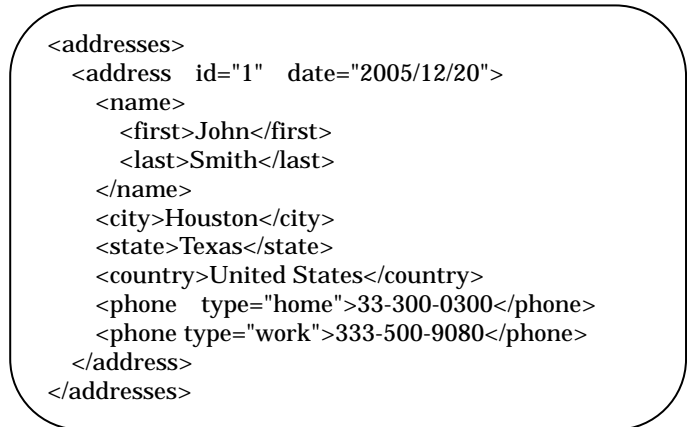 <addresses>
<address id="1" date="2005/12/20">
<name>
<first>John</first>
<last>Smith</last>
</name>
<city>Houston</city>
<state>Texas</state>
<country>United States</country>
<phone type="home">33-300-0300</phone>
<phone type="work">333-500-9080</phone>
</address>
</addresses>